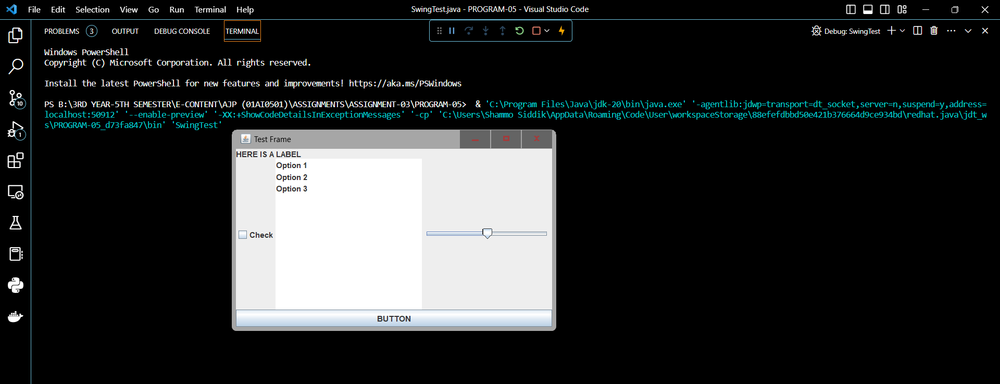 File Edit Selection View Go Run Terminal Help SwingTest.java - PROGRAM-05 - Visual Studio Code
PROBLEMS 3 OUTPUT DEBUG CONSOLE TERMINAL Debug: SwingTest
Windows PowerShell
Copyright (C) Microsoft Corporation. All rights reserved.
Install the latest PowerShell for new features and improvements! https://aka.ms/PSWindows
PS B:\3RD YEAR-5TH SEMESTER\E-CONTENT\AJP (01AI0501)\ASSIGNMENTS\ASSIGNMENT-03\PROGRAM-05>  & 'C:\Program Files\Java\jdk-20\bin\java.exe' '-agentlib:jdwp=transport=dt_socket,server=n,suspend=y,address=
localhost:50912' '--enable-preview' '-XX:+ShowCodeDetailsInExceptionMessages' '-cp' 'C:\Users\Shammo Siddik\AppData\Roaming\Code\User\workspaceStorage\88efefdbbd50e421b376664d9ce934bd\redhat.java\jdt_w
s\PROGRAM-05_d73fa847\bin' 'SwingTest'
10
1
Test Frame
HERE IS A LABEL
Option 1
Option 2
Option 3
Check
BUTTON